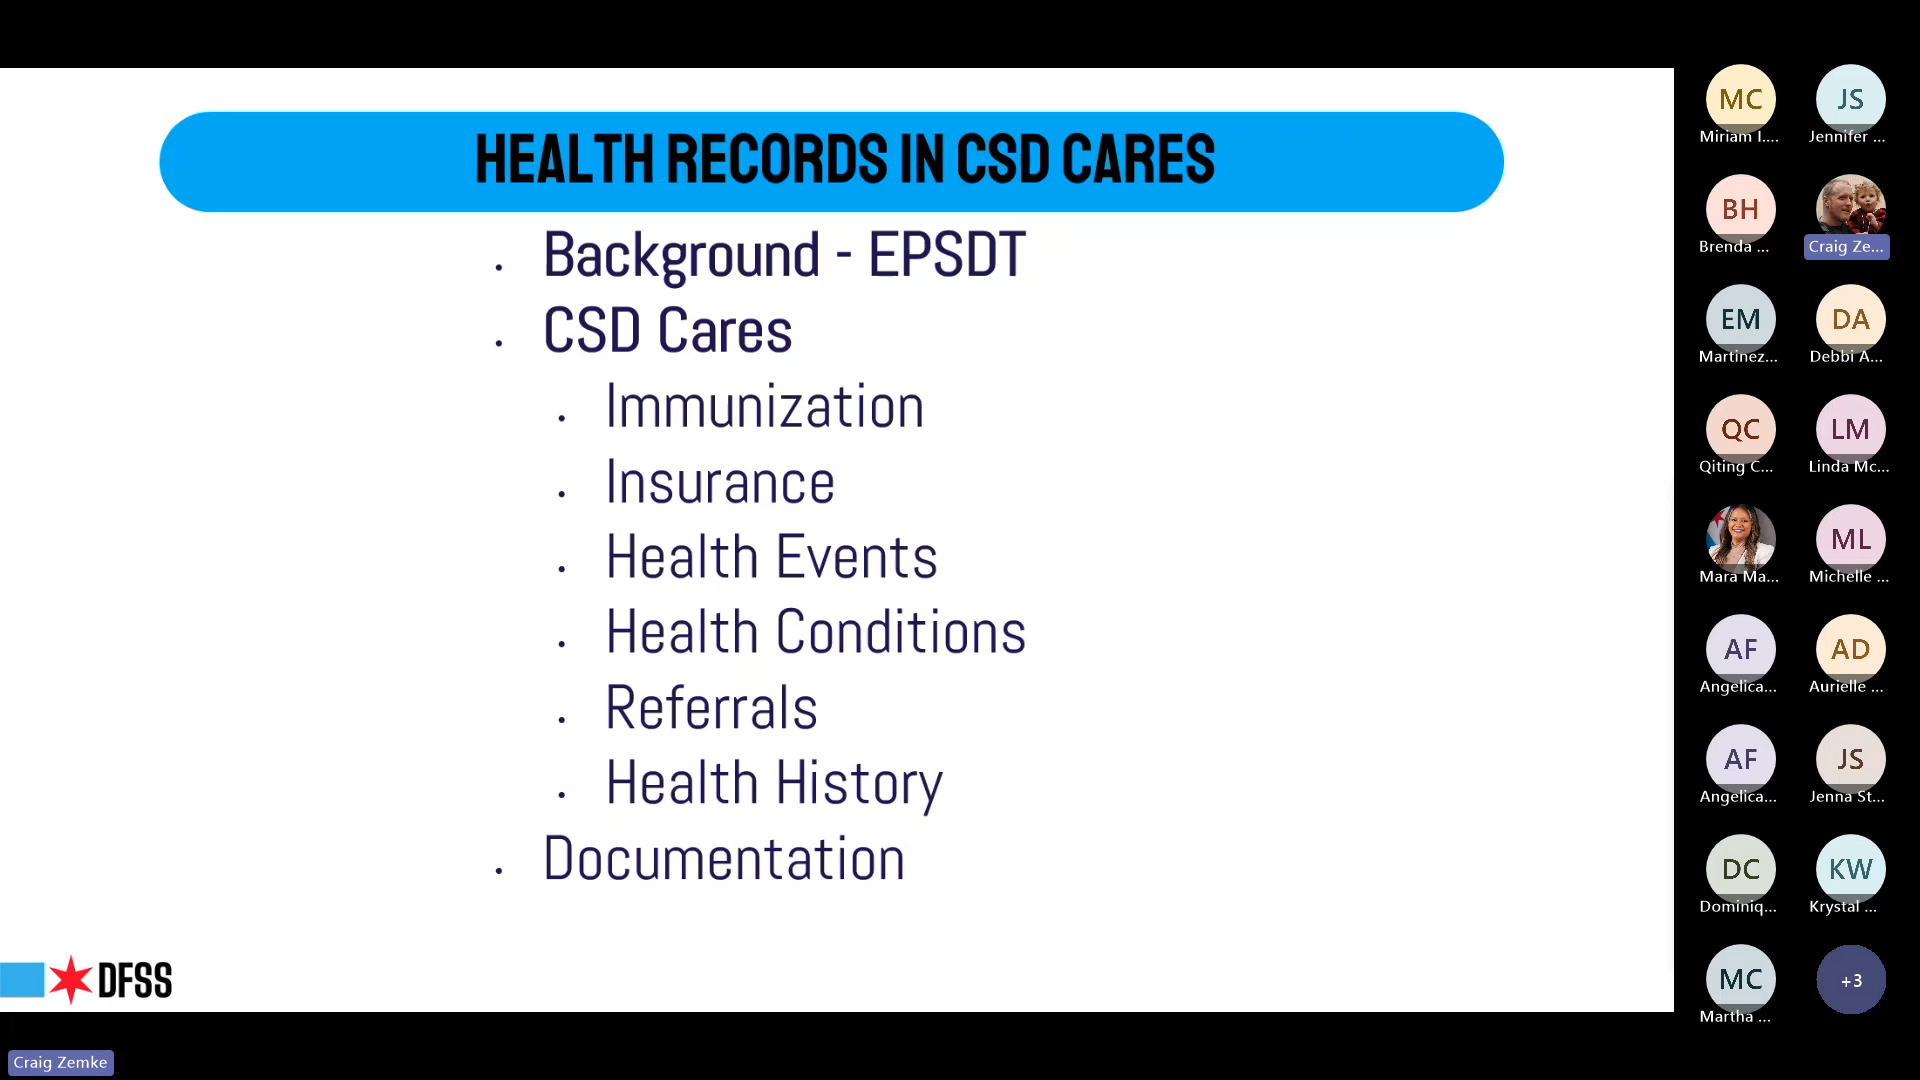 HEALTH RECORDS IN CSD CARES
• Background - EPSDT
• CSD Cares
• Immunization
• Insurance
• Health Events
• Health Conditions
• Referrals
• Health History
• Documentation
DFSS
Craig Zemke
MC
Miriam I....
JS
Jennifer ...
BH
Brenda ...
Craig Ze...
EM
Martinez...
DA
Debbi A...
QC
Qiting C...
LM
Linda Mc...
Mara Ma...
ML
Michelle ...
AF
Angelica...
AD
Aurielle ...
AF
Angelica...
JS
Jenna St...
DC
Dominiq...
KW
Krystal ...
MC
Martha ...
+3